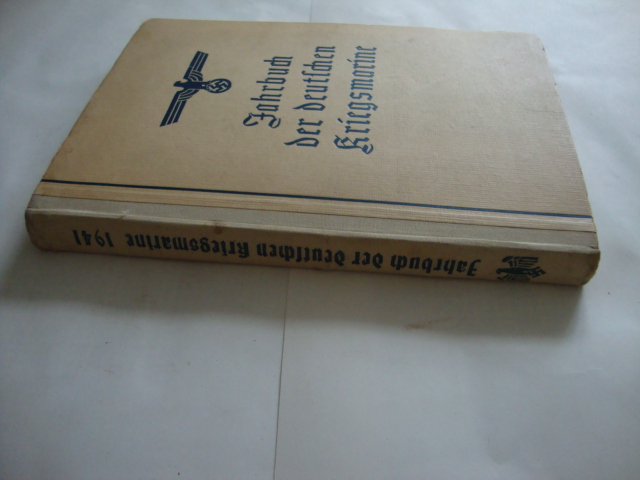 Jahrbuch
der deutschen
Kriegsmarine
Jahrbuch der deutschen Kriegsmarine 1941